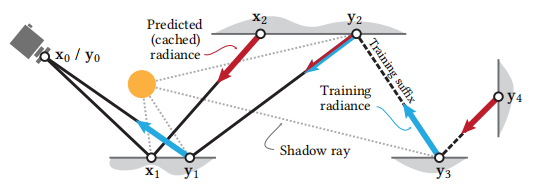 Predicted
(cached)
radiance
x2
y2
x0 / y0
Training suffix
Training
radiance
y4
Shadow ray
x1
y1
y3